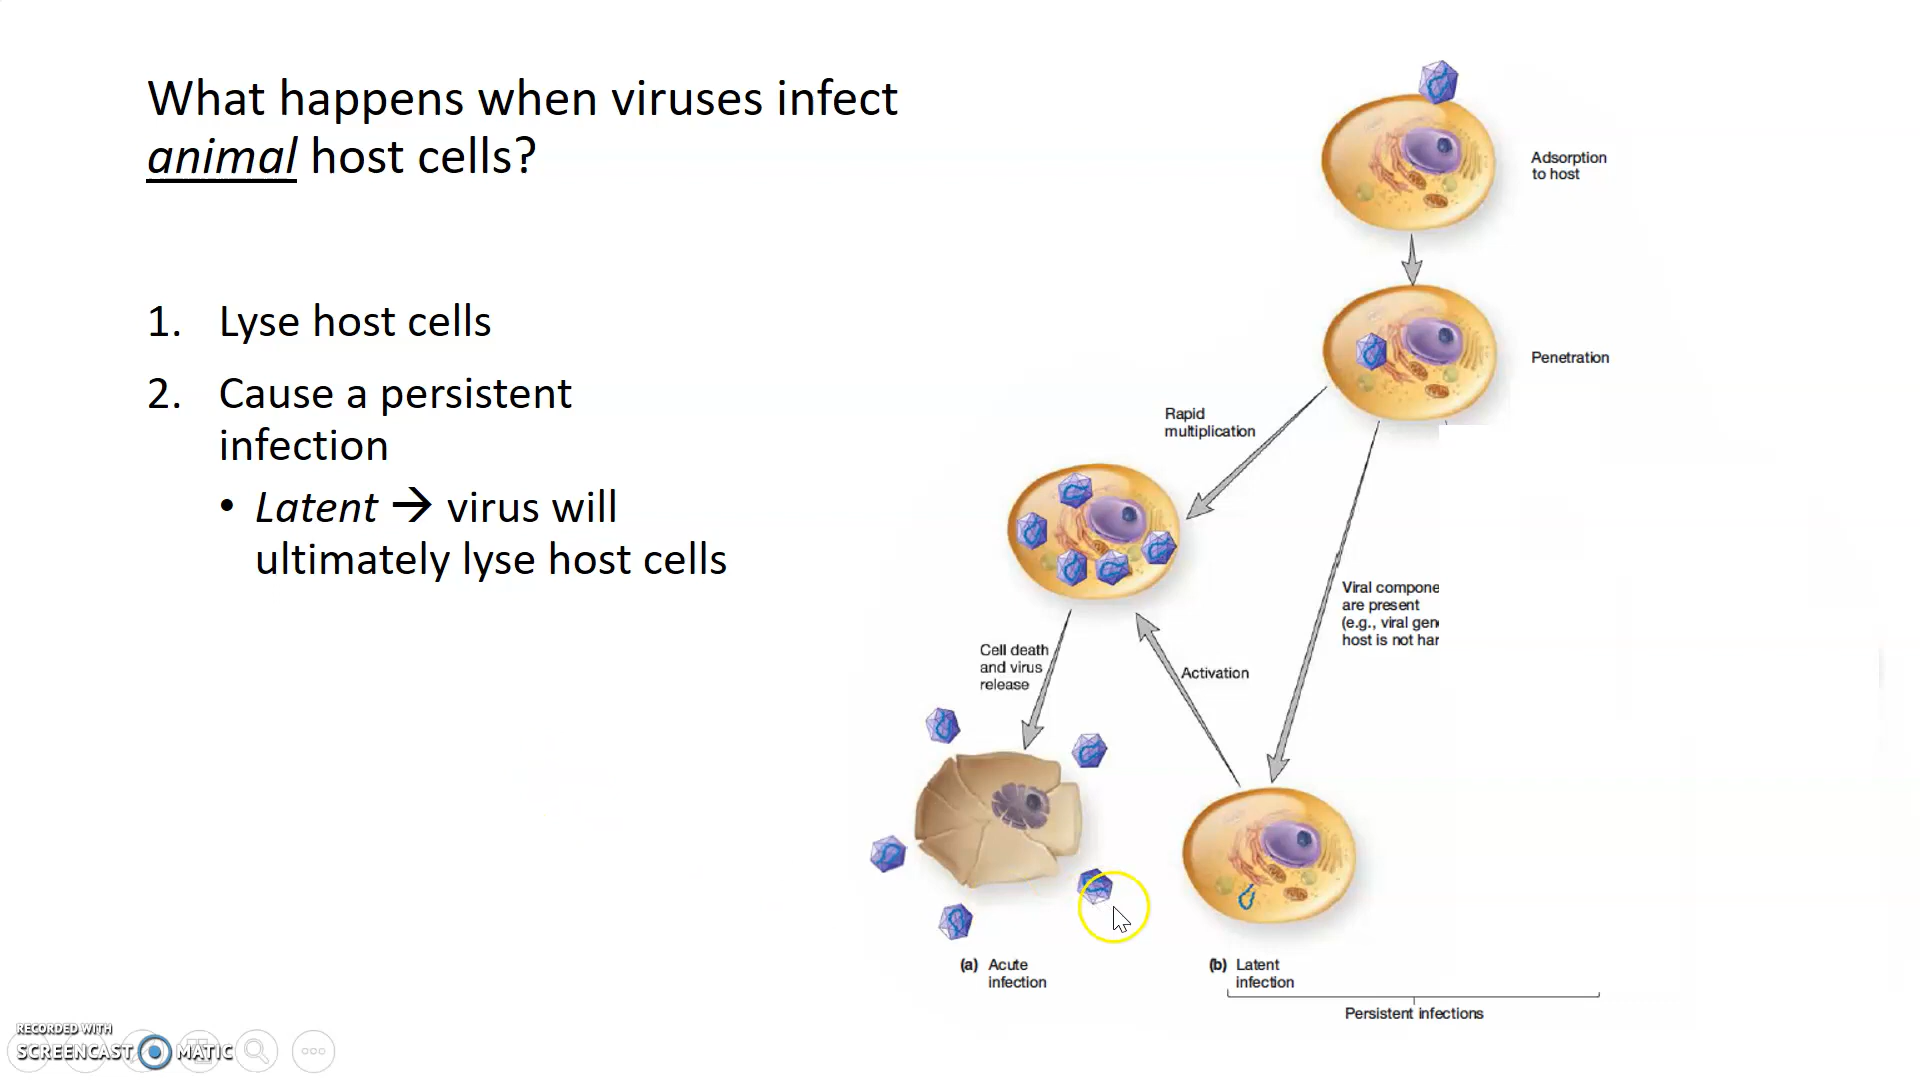 What happens when viruses infect
animal host cells?
1. Lyse host cells
2. Cause a persistent
infection
• Latent → virus will
ultimately lyse host cells
Adsorption
to host
Penetration
Rapid
multiplication
Viral compone
are present
(e.g., viral gen
host is not har
Cell death
and virus
release
Activation
(a) Acute
infection
(b) Latent
infection
Persistent infections
RECORDED WITH
SCREENCAST MATIC